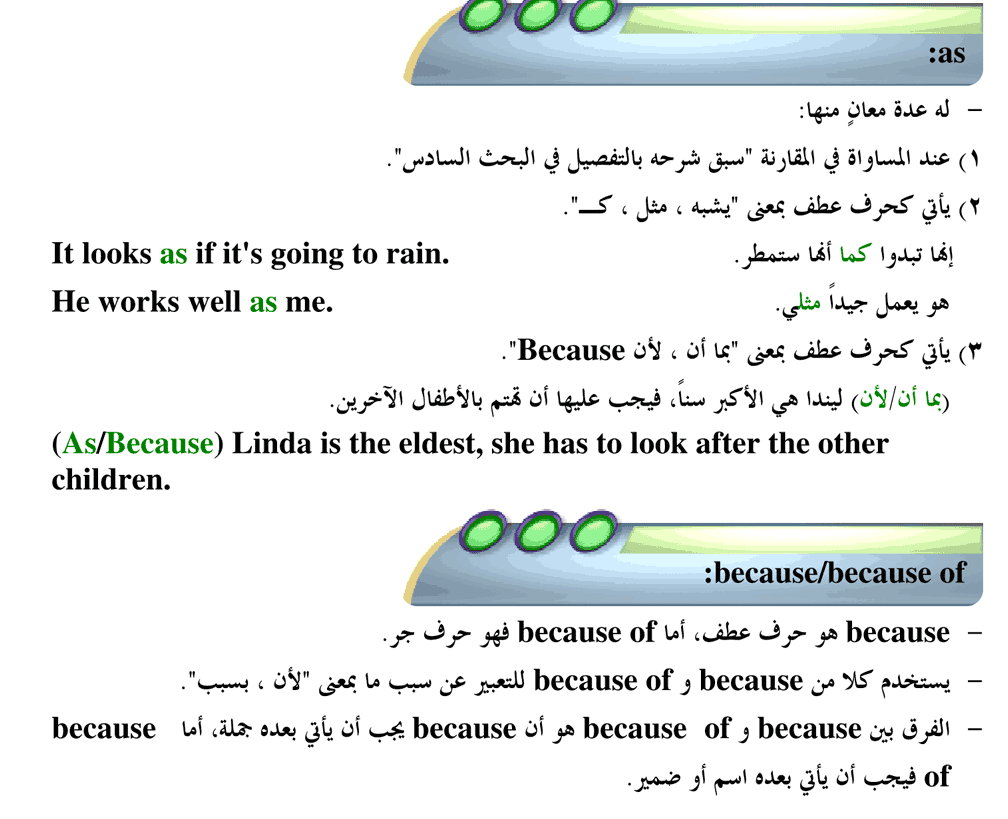 as:
– له عدة معانٍ منها:
١) عند المساواة في المقارنة "سبق شرحه بالتفصيل في البحث السادس".
٢) يأتي كحرف عطف بمعنى "يشبه ، مثل ، كــ".
إنها تبدوا كما أنها ستمطر. It looks as if it's going to rain.
هو يعمل جيداً مثلي. He works well as me.
٣) يأتي كحرف عطف بمعنى "بما أن ، لأن Because".
(بما أن/لأن) ليندا هي الأكبر سناً، فيجب عليها أن تهتم بالأطفال الآخرين.
(As/Because) Linda is the eldest, she has to look after the other
children.
because/because of:
– because هو حرف عطف، أما because of فهو حرف جر.
– يستخدم كلا من because و because of للتعبير عن سبب ما بمعنى "لأن ، بسبب".
– الفرق بين because و because of هو أن because يجب أن يأتي بعده جملة، أما because
of فيجب أن يأتي بعده اسم أو ضمير.